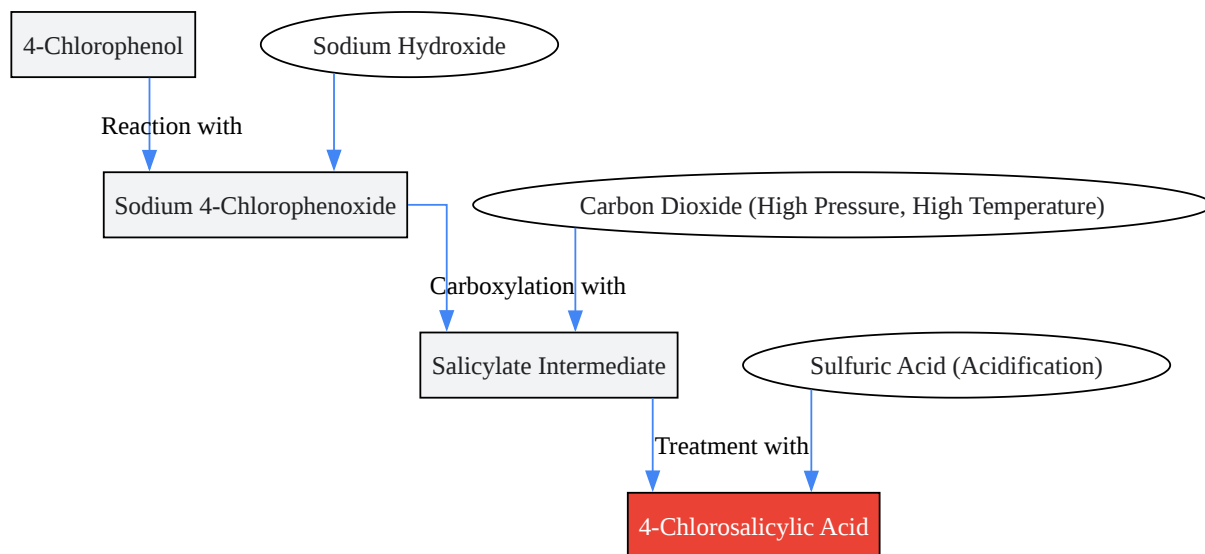 4-Chlorophenol
Sodium Hydroxide
Reaction with
Sodium 4-Chlorophenoxide
Carbon Dioxide (High Pressure, High Temperature)
Carboxylation with
Salicylate Intermediate
Sulfuric Acid (Acidification)
Treatment with
4-Chlorosalicylic Acid